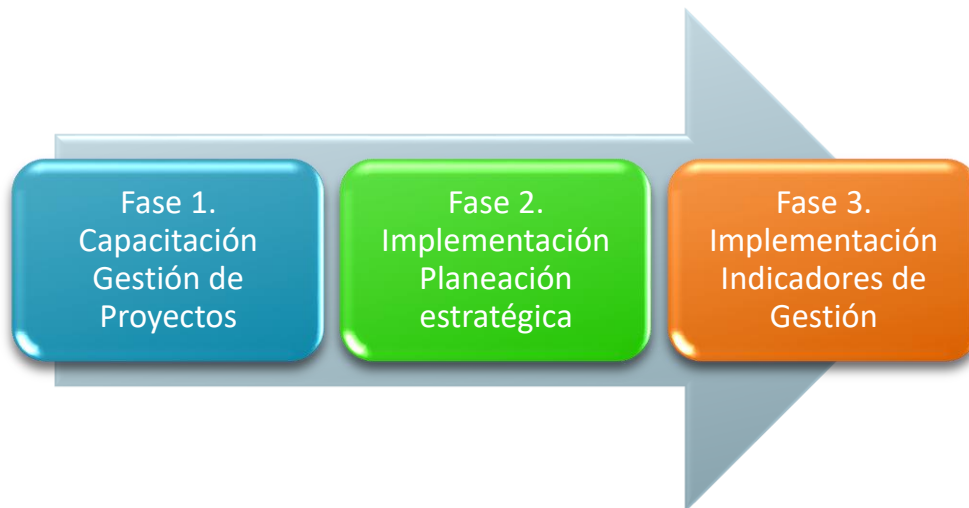 Fase 1.
Capacitación
Gestión de
Proyectos
Fase 2.
Implementación
Planeación
estratégica
Fase 3.
Implementación
Indicadores de
Gestión